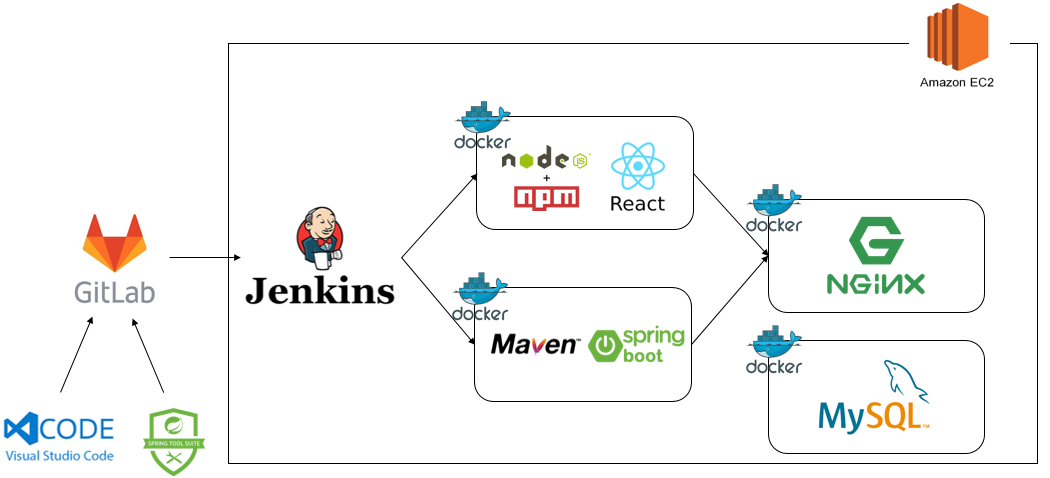 Amazon EC2
docker
node
JS
+
npm
React
docker
NGINX
GitLab
Jenkins
docker
Maven™
spring
boot
docker
MySQL™
CODE
Visual Studio Code
SPRING TOOL SUITE